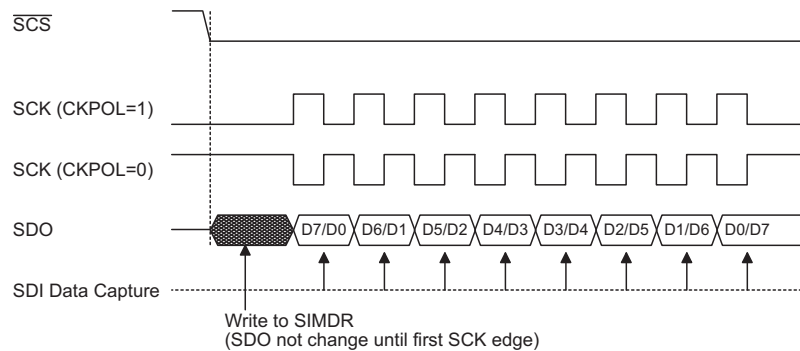 SCS
SCK (CKPOL=1)
SCK (CKPOL=0)
SDO
D7/D0 D6/D1 D5/D2 D4/D3 D3/D4 D2/D5 D1/D6 D0/D7
SDI Data Capture
Write to SIMDR
(SDO not change until first SCK edge)